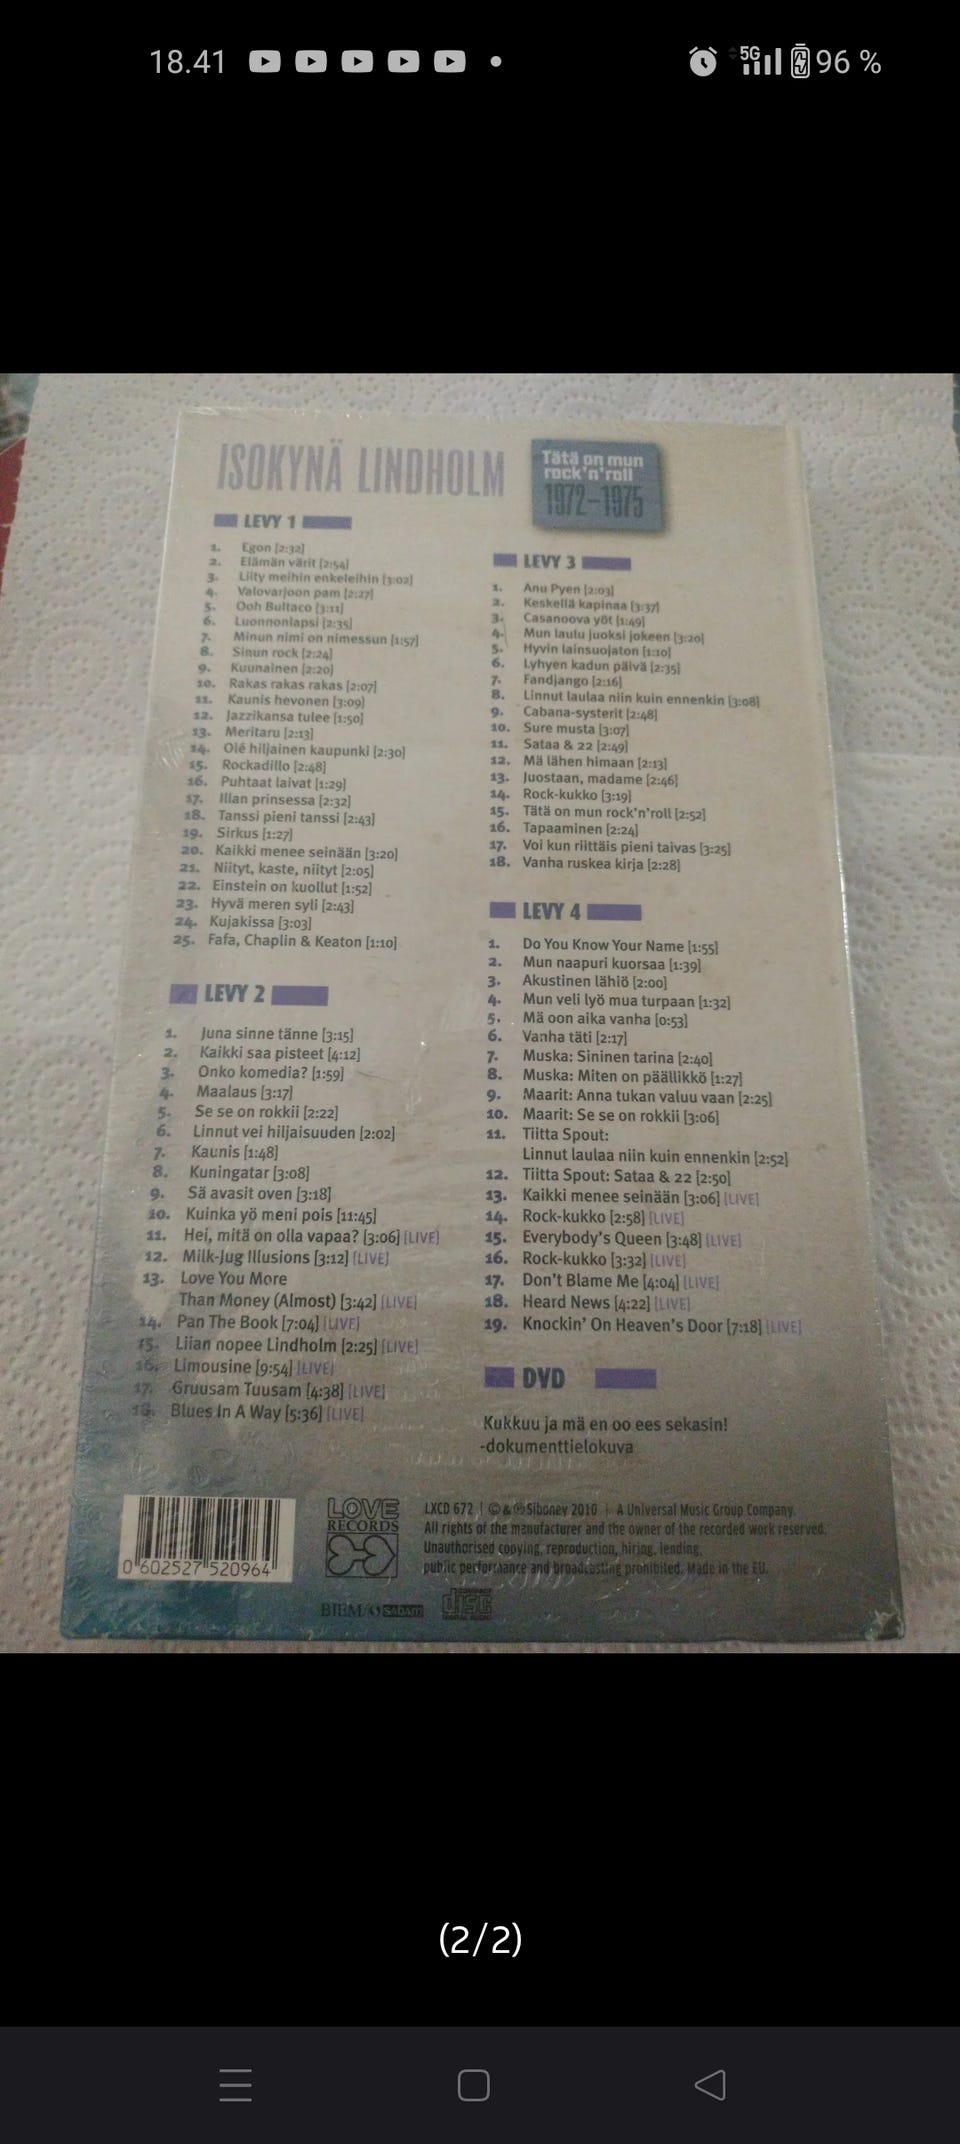 18.41
5G
96 %
ISOKYNÄ LINDHOLM
Tätä on mun
rock'n'roll
1972–1975
LEVY 1
1. Egon [2:32]
2. Elämän värit [2:54]
3. Liity meihin enkeleihin [3:02]
4. Valovarjoon pam [2:27]
5. Ooh Bultaco [3:11]
6. Luonnonlapsi [2:35]
7. Minun nimi on nimessun [1:57]
8. Sinun rock [2:24]
9. Kuunainen [2:20]
10. Rakas rakas rakas [2:07]
11. Kaunis hevonen [3:09]
12. Jazzikansa tulee [1:50]
13. Meritaru [2:13]
14. Olé hiljainen kaupunki [2:30]
15. Rockadillo [2:48]
16. Puhtaat laivat [1:29]
17. Illan prinsessa [2:32]
18. Tanssi pieni tanssi [2:43]
19. Sirkus [1:27]
20. Kaikki menee seinään [3:20]
21. Niityt, kaste, niityt [2:05]
22. Einstein on kuollut [1:52]
23. Hyvä meren syli [2:43]
24. Kujakissa [3:03]
25. Fafa, Chaplin & Keaton [1:10]
LEVY 2
1. Juna sinne tänne [3:15]
2. Kaikki saa pisteet [4:12]
3. Onko komedia? [1:59]
4. Maalaus [3:17]
5. Se se on rokkii [2:22]
6. Linnut vei hiljaisuuden [2:02]
7. Kaunis [1:48]
8. Kuningatar [3:08]
9. Sä avasit oven [3:18]
10. Kuinka yö meni pois [11:45]
11. Hei, mitä on olla vapaa? [3:06] [LIVE]
12. Milk-Jug Illusions [3:12] [LIVE]
13. Love You More
Than Money (Almost) [3:42] [LIVE]
14. Pan The Book [7:04] [LIVE]
15. Liian nopee Lindholm [2:25] [LIVE]
16. Limousine [9:54] [LIVE]
17. Gruusam Tuusam [4:38] [LIVE]
18. Blues In A Way [5:36] [LIVE]
LEVY 3
1. Anu Pyen [2:03]
2. Keskellä kapinaa [3:37]
3. Casanoova yöt [1:49]
4. Mun laulu juoksi jokeen [3:20]
5. Hyvin lainsuojaton [1:10]
6. Lyhyen kadun päivä [2:35]
7. Fandjango [2:16]
8. Linnut laulaa niin kuin ennenkin [3:08]
9. Cabana-systerit [2:48]
10. Sure musta [3:07]
11. Sataa & 22 [2:49]
12. Mä lähen himaan [2:13]
13. Juostaan, madame [2:46]
14. Rock-kukko [3:19]
15. Tätä on mun rock'n'roll [2:52]
16. Tapaaminen [2:24]
17. Voi kun riittäis pieni taivas [3:25]
18. Vanha ruskea kirja [2:28]
LEVY 4
1. Do You Know Your Name [1:55]
2. Mun naapuri kuorsaa [1:39]
3. Akustinen lähiö [2:00]
4. Mun veli lyö mua turpaan [1:32]
5. Mä oon aika vanha [0:53]
6. Vanha täti [2:17]
7. Muska: Sininen tarina [2:40]
8. Muska: Miten on päällikkö [1:27]
9. Maarit: Anna tukan valuu vaan [2:25]
10. Maarit: Se se on rokkii [3:06]
11. Tiitta Spout:
Linnut laulaa niin kuin ennenkin [2:52]
12. Tiitta Spout: Sataa & 22 [2:50]
13. Kaikki menee seinään [3:06] [LIVE]
14. Rock-kukko [2:58] [LIVE]
15. Everybody's Queen [3:48] [LIVE]
16. Rock-kukko [3:32] [LIVE]
17. Don't Blame Me [4:04] [LIVE]
18. Heard News [4:22] [LIVE]
19. Knockin' On Heaven's Door [7:18] [LIVE]
DVD
Kukkuu ja mä en oo ees sekasin!
-dokumenttielokuva
0 602527 520964
LOVE
RECORDS
LXCD 672 | © & ℗ Siboney 2010 | A Universal Music Group Company.
All rights of the manufacturer and the owner of the recorded work reserved.
Unauthorised copying, reproduction, hiring, lending,
public performance and broadcasting prohibited. Made in the EU.
BIEM/
COMPACT
disc
DIGITAL AUDIO
(2/2)